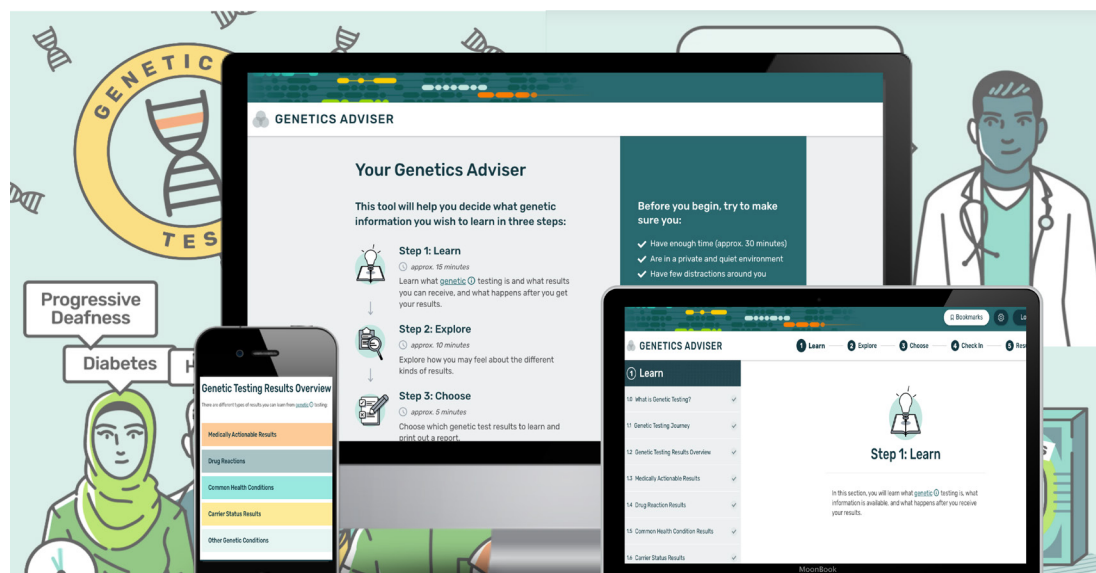 GENETIC
TES
Progressive
Deafness
Diabetes
H
GENETICS ADVISER
Your Genetics Adviser
This tool will help you decide what genetic
information you wish to learn in three steps:
Step 1: Learn
approx. 15 minutes
Learn what genetic testing is and what results
you can receive, and what happens after you get
your results.
Step 2: Explore
approx. 10 minutes
Explore how you may feel about the different
kinds of results.
Step 3: Choose
approx. 5 minutes
Choose which genetic test results to learn and
print out a report.
Before you begin, try to make
sure you:
Have enough time (approx. 30 minutes)
Are in a private and quiet environment
Have few distractions around you
Genetic Testing Results Overview
There are different types of results you can learn from genetic testing.
Medically Actionable Results
Drug Reactions
Common Health Conditions
Carrier Status Results
Other Genetic Conditions
Bookmarks
GENETICS ADVISER
1 Learn
2 Explore
3 Choose
4 Check In
5 Res
1 Learn
1.0 What is Genetic Testing?
1.1 Genetic Testing Journey
1.2 Genetic Testing Results Overview
1.3 Medically Actionable Results
1.4 Drug Reaction Results
1.5 Common Health Condition Results
1.6 Carrier Status Results
Step 1: Learn
In this section, you will learn what genetic testing is, what
information is available, and what happens after you receive
your results.
MoonBook